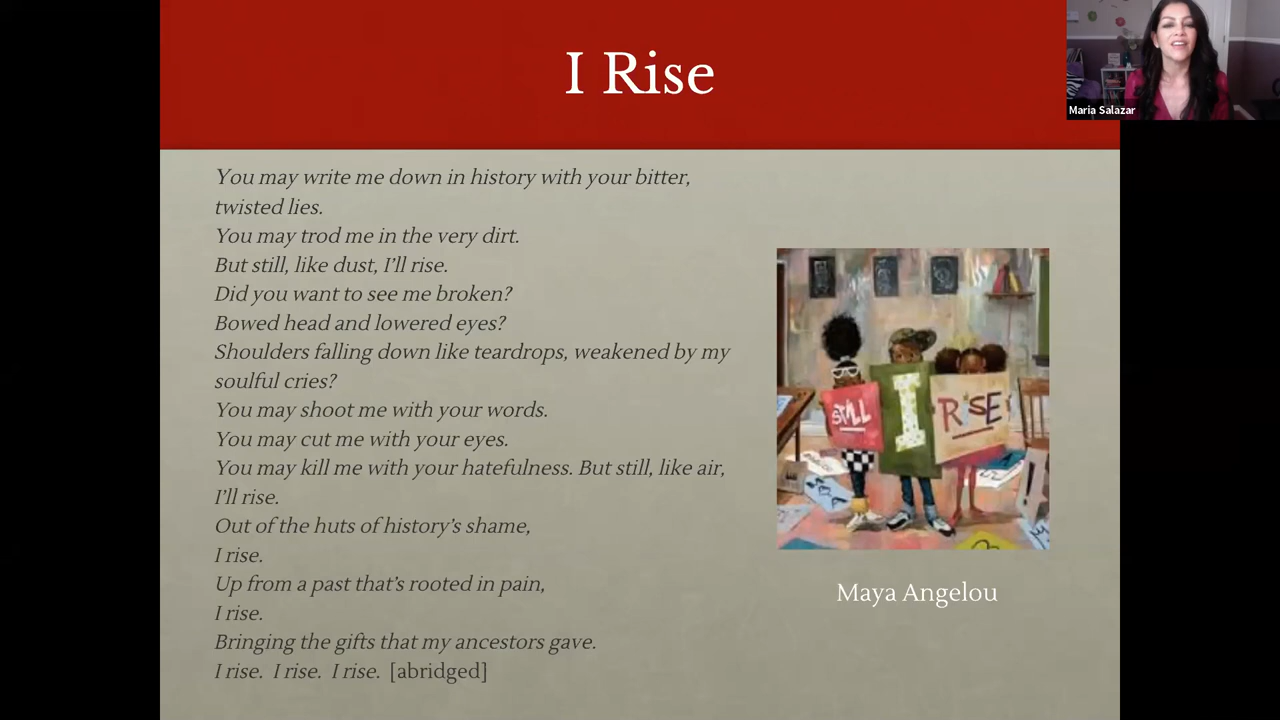 I Rise
Maria Salazar
You may write me down in history with your bitter,
twisted lies.
You may trod me in the very dirt.
But still, like dust, I'll rise.
Did you want to see me broken?
Bowed head and lowered eyes?
Shoulders falling down like teardrops, weakened by my
soulful cries?
You may shoot me with your words.
You may cut me with your eyes.
You may kill me with your hatefulness. But still, like air,
I'll rise.
Out of the huts of history's shame,
I rise.
Up from a past that's rooted in pain,
I rise.
Bringing the gifts that my ancestors gave.
I rise.  I rise.  I rise.  [abridged]
STILL
I
RISE
Maya Angelou